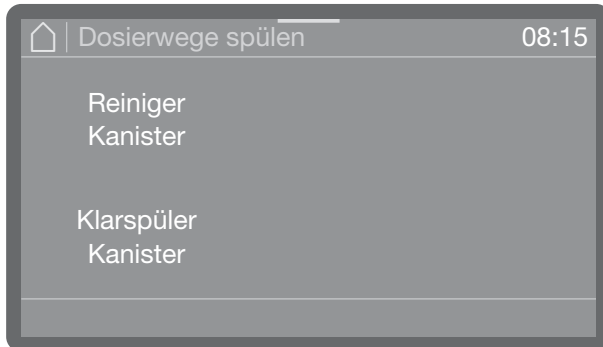 Dosierwege spülen 08:15
Reiniger
Kanister
Klarspüler
Kanister